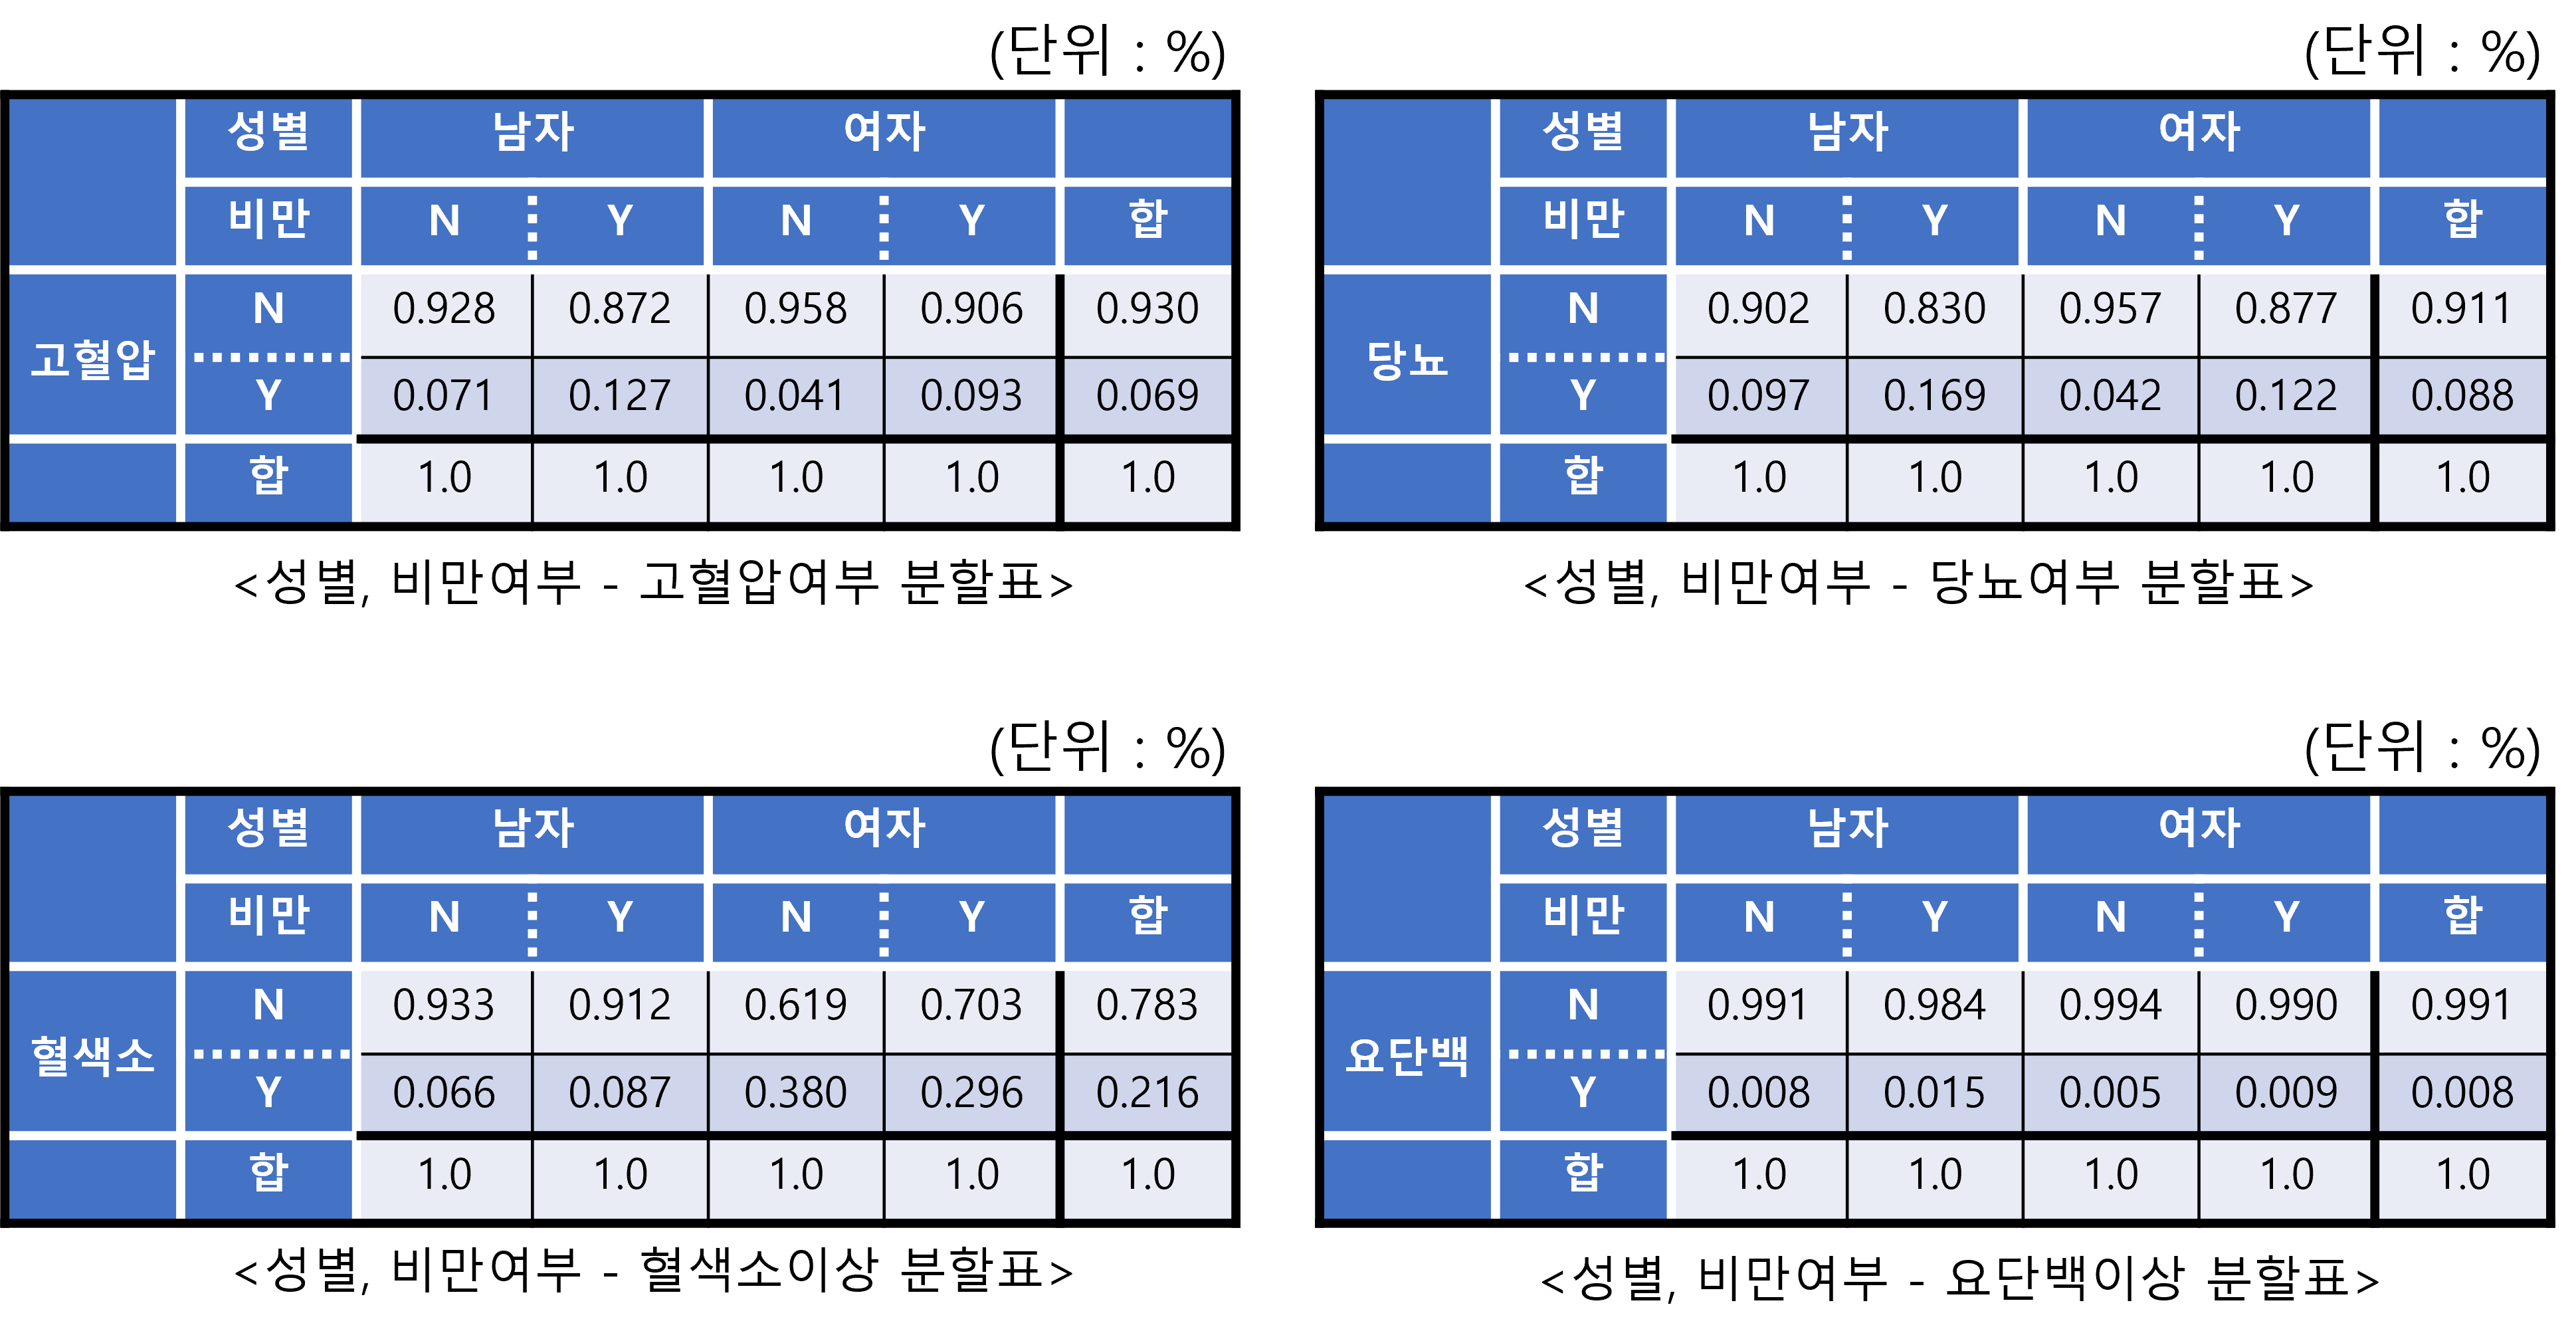 (단위 : %)
성별 남자 여자
비만 N Y N Y 합
고혈압 N 0.928 0.872 0.958 0.906 0.930
Y 0.071 0.127 0.041 0.093 0.069
합 1.0 1.0 1.0 1.0 1.0
<성별, 비만여부 - 고혈압여부 분할표>
(단위 : %)
성별 남자 여자
비만 N Y N Y 합
당뇨 N 0.902 0.830 0.957 0.877 0.911
Y 0.097 0.169 0.042 0.122 0.088
합 1.0 1.0 1.0 1.0 1.0
<성별, 비만여부 - 당뇨여부 분할표>
(단위 : %)
성별 남자 여자
비만 N Y N Y 합
혈색소 N 0.933 0.912 0.619 0.703 0.783
Y 0.066 0.087 0.380 0.296 0.216
합 1.0 1.0 1.0 1.0 1.0
<성별, 비만여부 - 혈색소이상 분할표>
(단위 : %)
성별 남자 여자
비만 N Y N Y 합
요단백 N 0.991 0.984 0.994 0.990 0.991
Y 0.008 0.015 0.005 0.009 0.008
합 1.0 1.0 1.0 1.0 1.0
<성별, 비만여부 - 요단백이상 분할표>